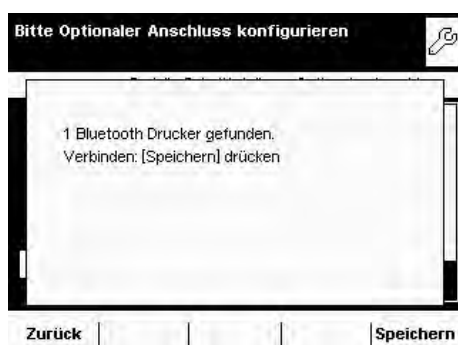 Bitte Optionaler Anschluss konfigurieren
1 Bluetooth Drucker gefunden.
Verbinden: [Speichern] drücken
Zurück
Speichern